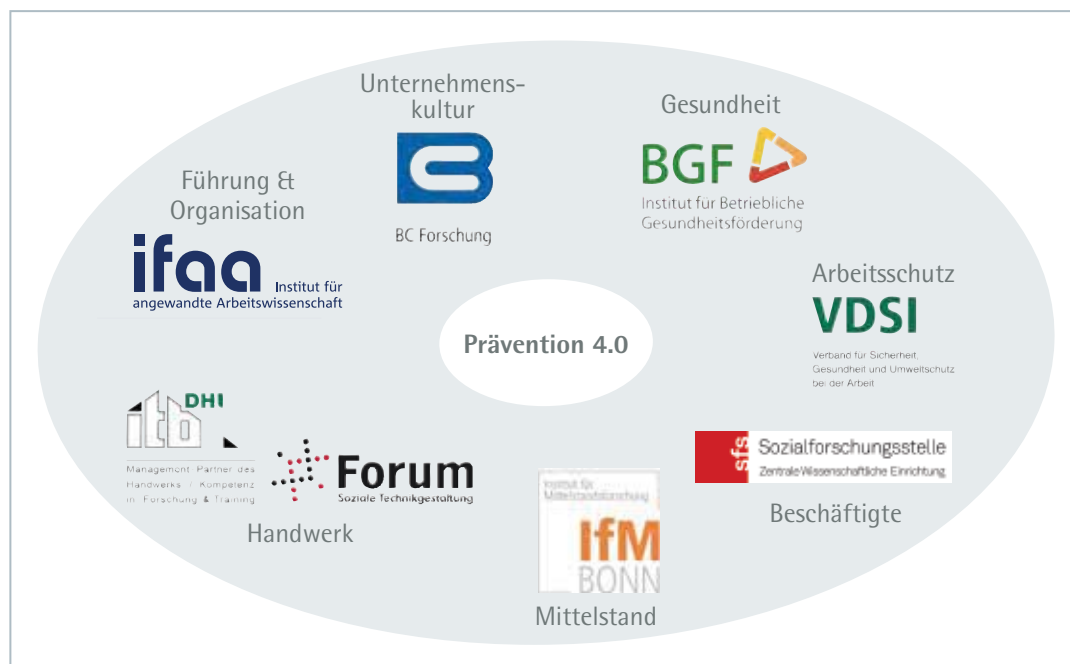 Unternehmens-
kultur
BC Forschung
Gesundheit
BGF
Institut für Betriebliche
Gesundheitsförderung
Führung &
Organisation
ifaa Institut für
angewandte Arbeitswissenschaft
Arbeitsschutz
VDSI
Verband für Sicherheit,
Gesundheit und Umweltschutz
bei der Arbeit
Prävention 4.0
itb DHI
Management Partner des
Handwerks / Kompetenz
in Forschung & Training
Forum
Soziale Technikgestaltung
Handwerk
Institut für
Mittelstandsforschung
IfM
BONN
Mittelstand
sfs Sozialforschungsstelle
Zentrale Wissenschaftliche Einrichtung
Beschäftigte